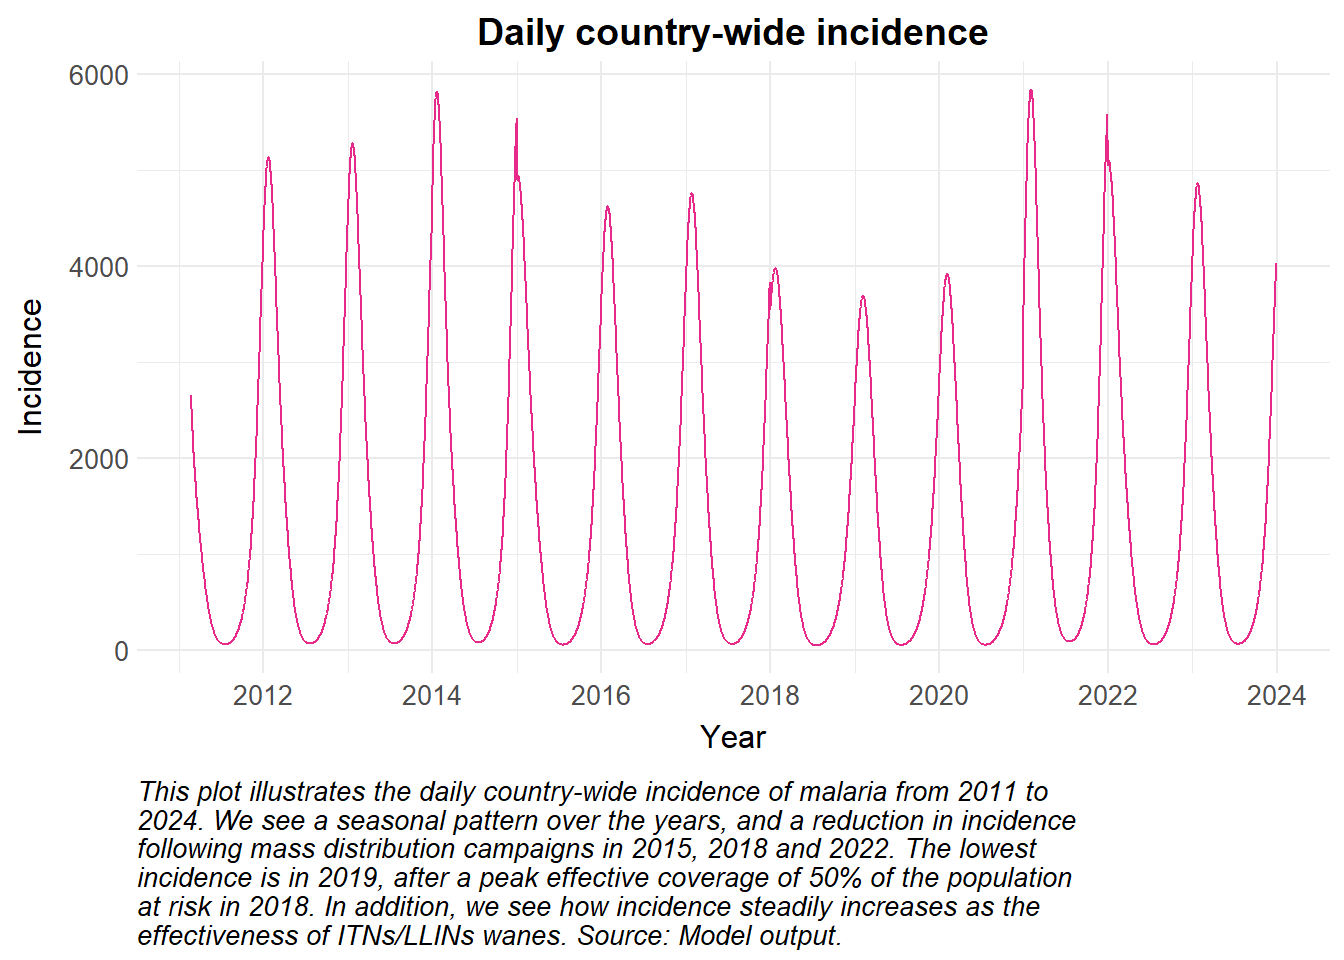 Daily country-wide incidence
6000
4000
2000
0
Incidence
2012 2014 2016 2018 2020 2022 2024
Year
This plot illustrates the daily country-wide incidence of malaria from 2011 to
2024. We see a seasonal pattern over the years, and a reduction in incidence
following mass distribution campaigns in 2015, 2018 and 2022. The lowest
incidence is in 2019, after a peak effective coverage of 50% of the population
at risk in 2018. In addition, we see how incidence steadily increases as the
effectiveness of ITNs/LLINs wanes. Source: Model output.